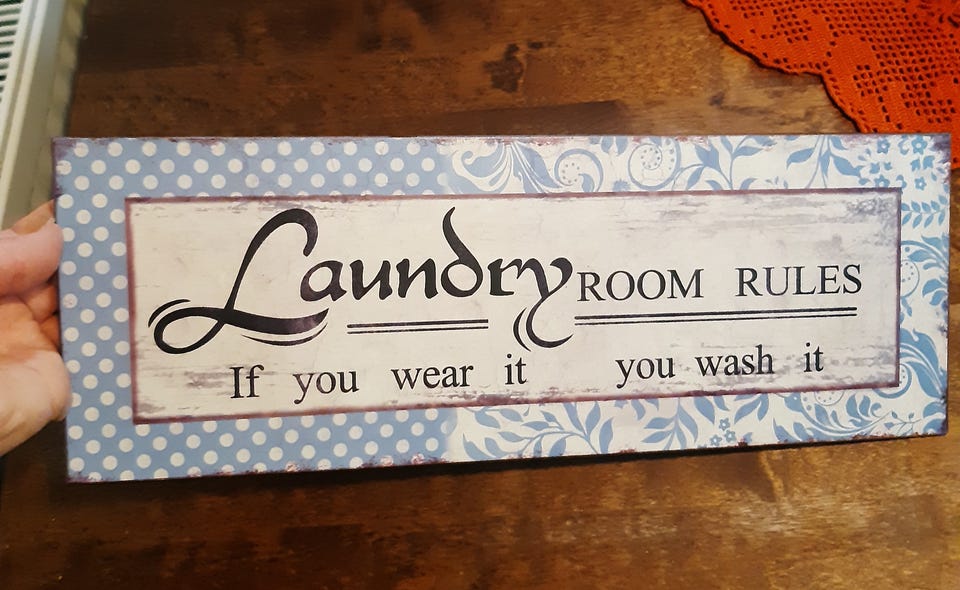 Laundry ROOM RULES
If you wear it you wash it